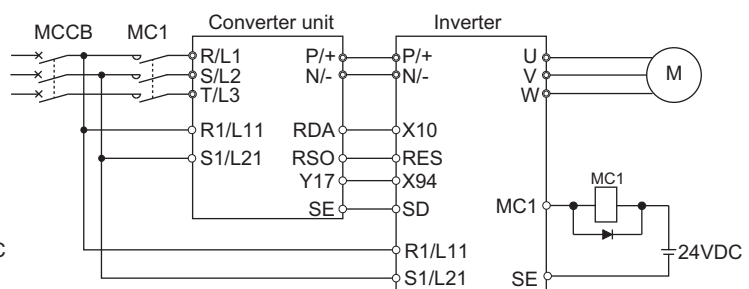 MCCB MC1 Converter unit Inverter
R/L1 P/+ P/+ U
S/L2 N/- N/- V M
T/L3 W
R1/L11 RDA X10
S1/L21 RSO RES
Y17 X94 MC1
SE SD MC1
R1/L11 24VDC
S1/L21 SE
C